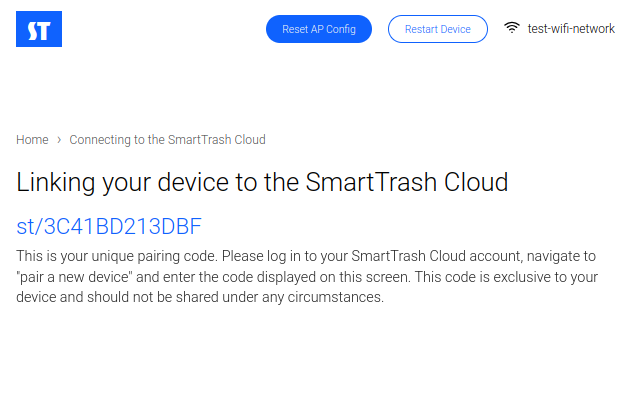 ST
Reset AP Config
Restart Device
test-wifi-network
Home › Connecting to the SmartTrash Cloud
Linking your device to the SmartTrash Cloud
st/3C41BD213DBF
This is your unique pairing code. Please log in to your SmartTrash Cloud account, navigate to
"pair a new device" and enter the code displayed on this screen. This code is exclusive to your
device and should not be shared under any circumstances.